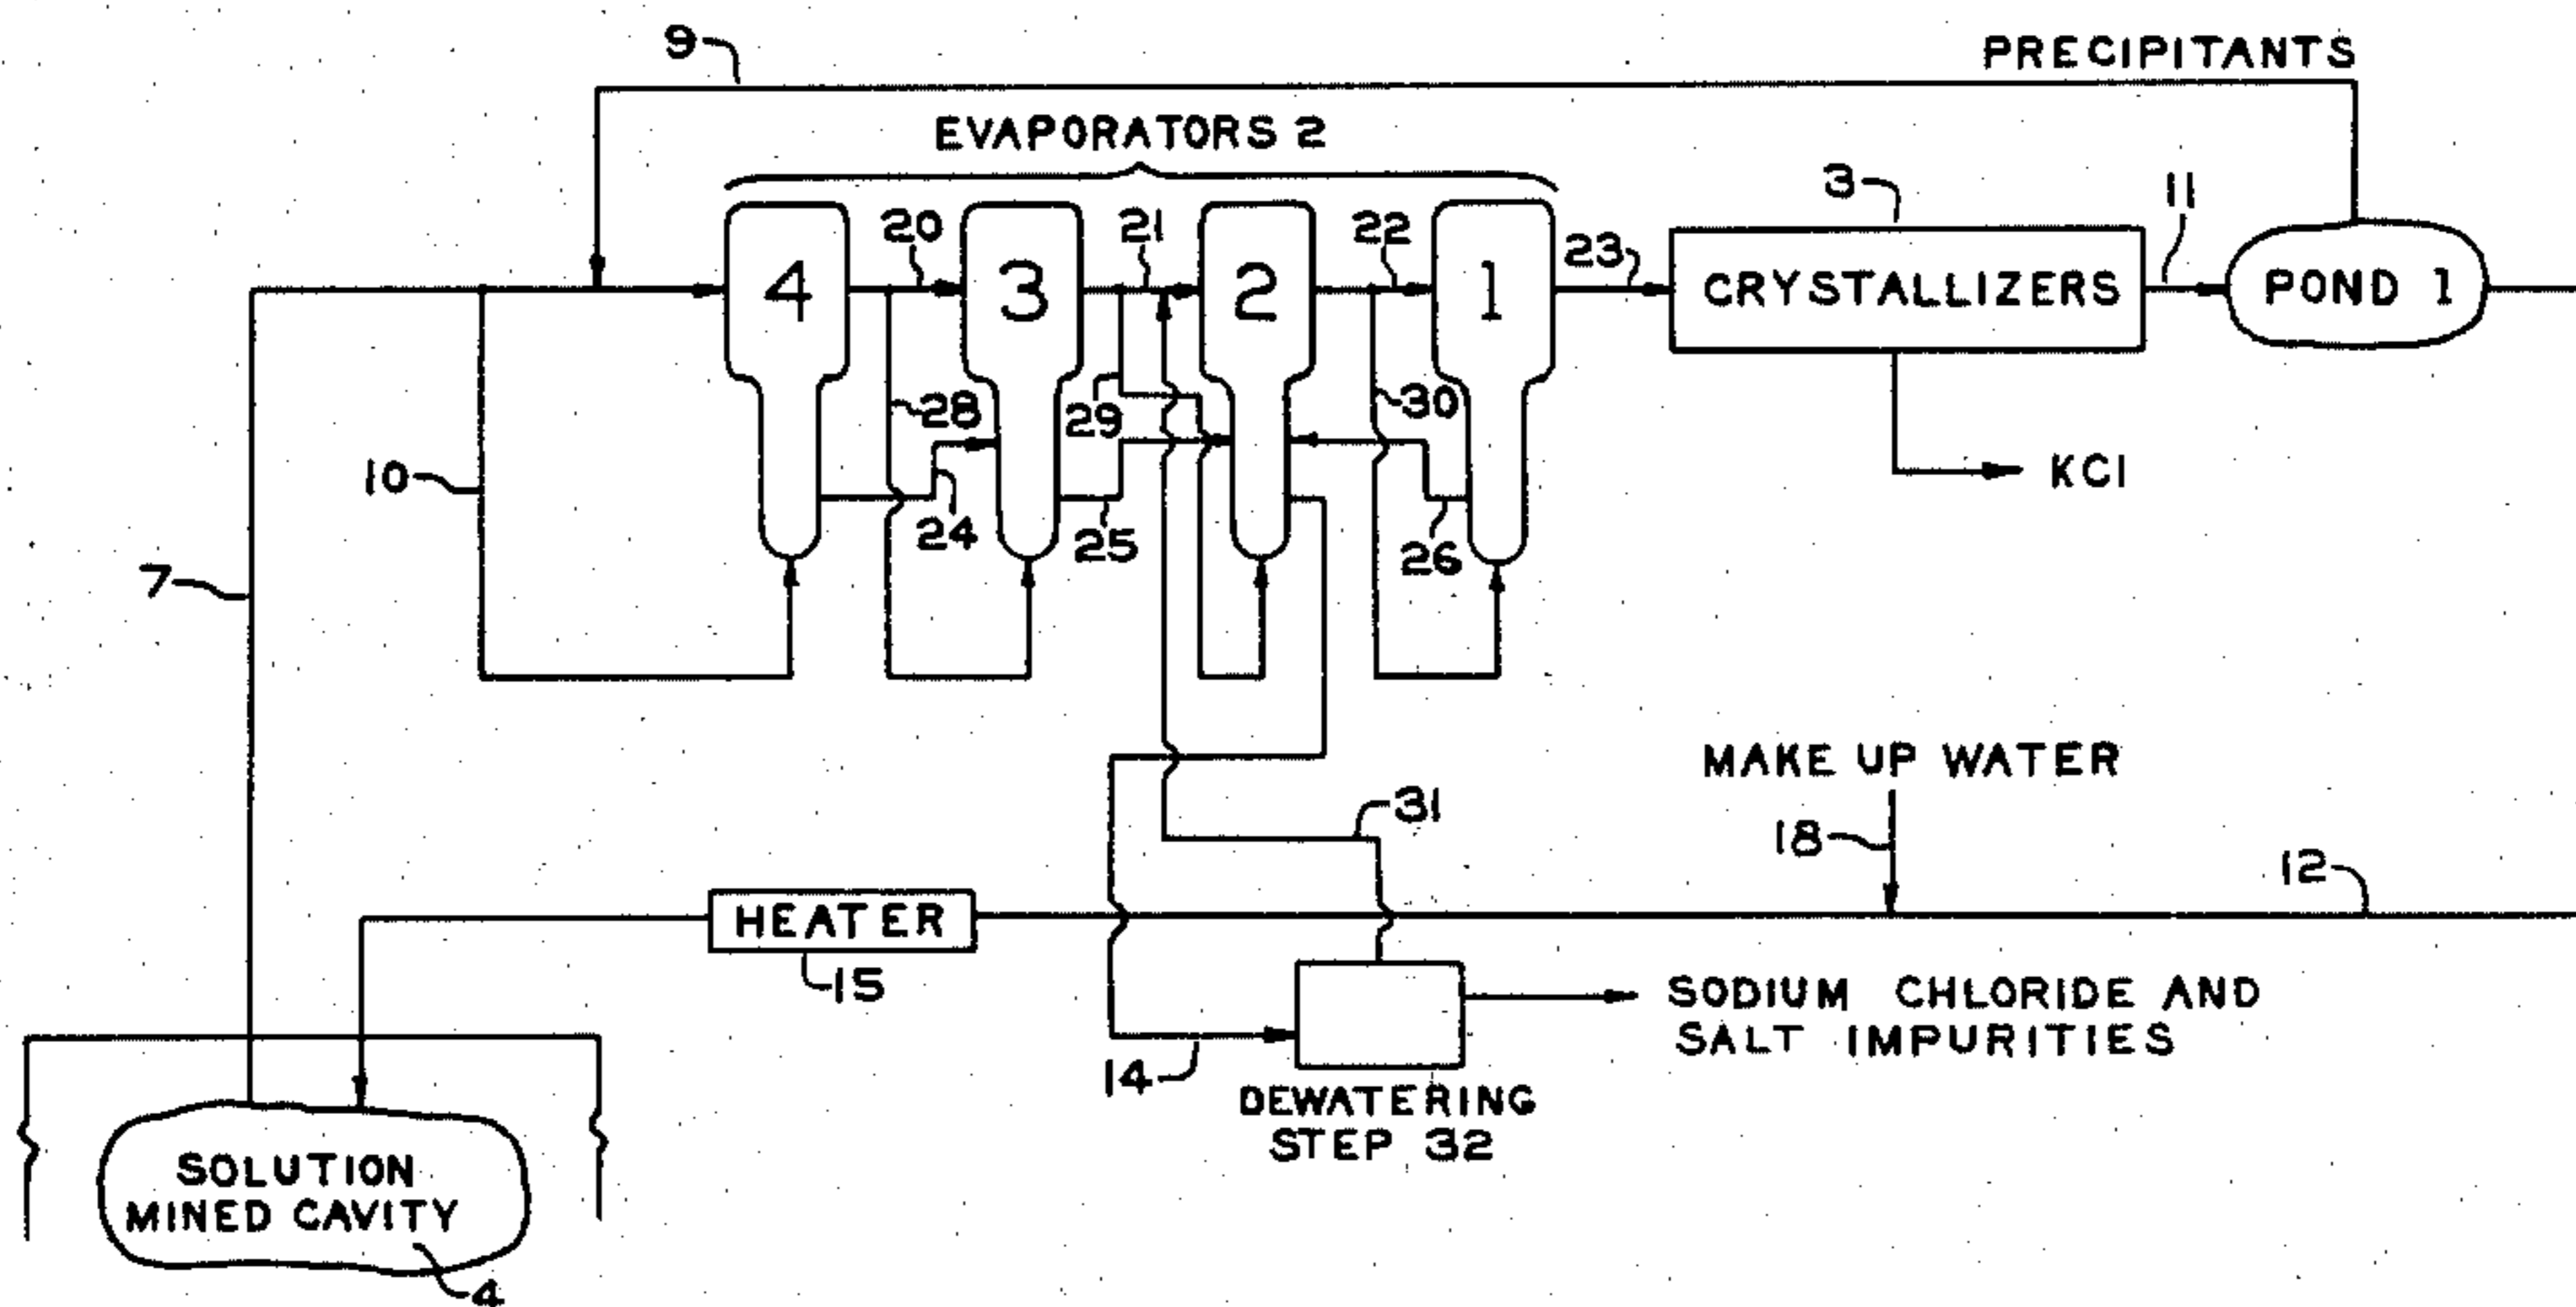 9
PRECIPITANTS
EVAPORATORS 2
3
11
20
21
22
23
4
3
2
1
CRYSTALLIZERS
POND 1
28
29
30
10
KCl
24
25
26
7
MAKE UP WATER
31
18
12
HEATER
15
SODIUM CHLORIDE AND
SALT IMPURITIES
14
DEWATERING
STEP 32
SOLUTION
MINED CAVITY
4